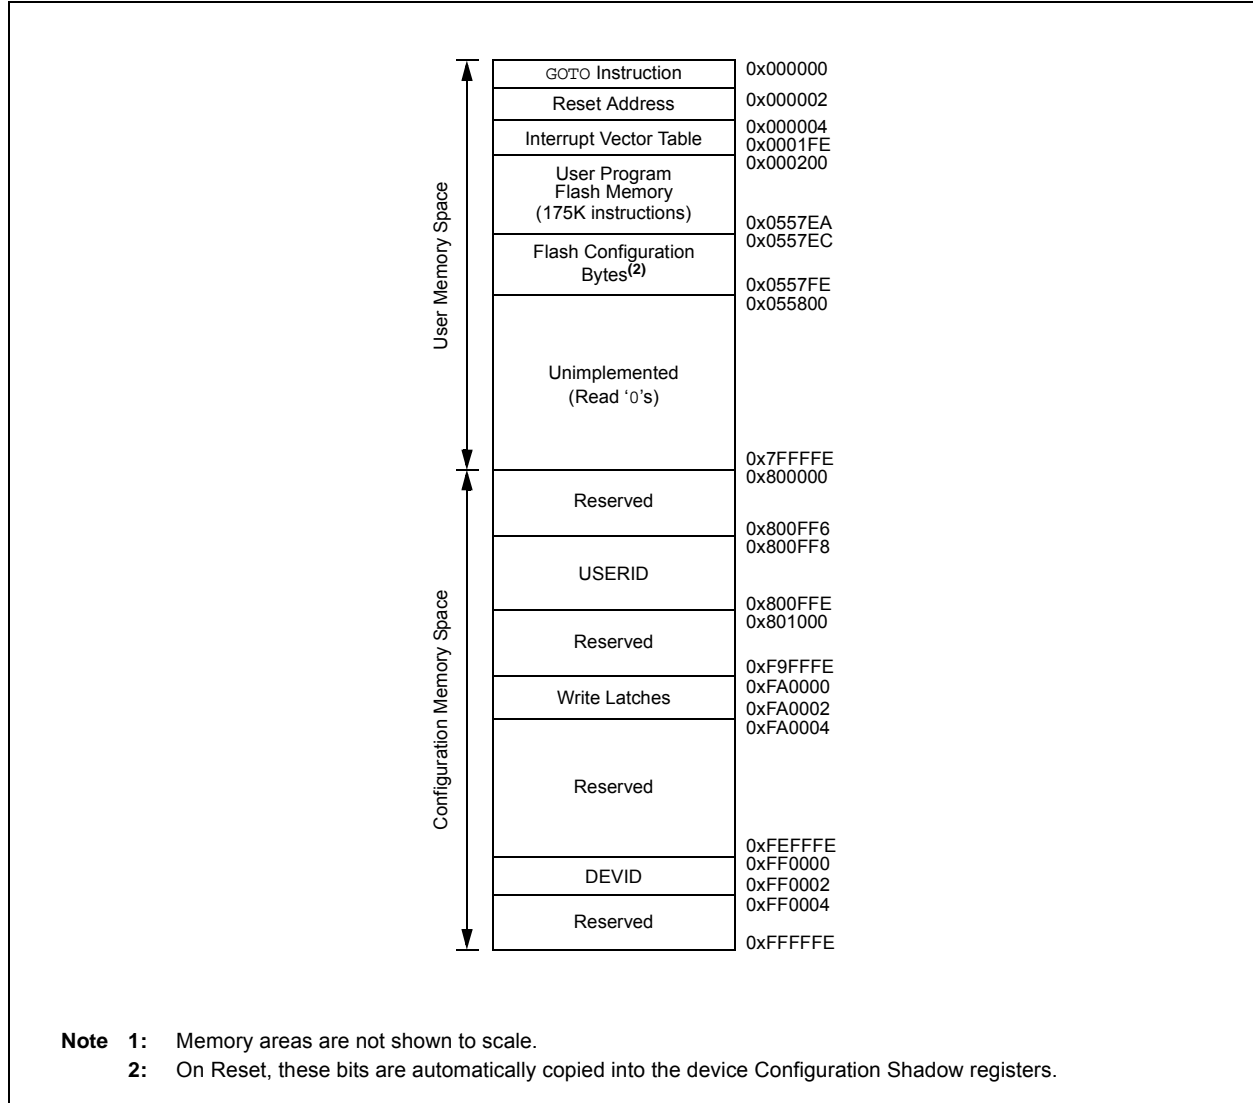 GOTO Instruction
0x000000
Reset Address
0x000002
Interrupt Vector Table
0x000004
0x0001FE
User Program
Flash Memory
(175K instructions)
0x000200
0x0557EA
Flash Configuration
Bytes(2)
0x0557EC
0x0557FE
Unimplemented
(Read ‘0’s)
0x055800
0x7FFFFE
User Memory Space
Reserved
0x800000
0x800FF6
USERID
0x800FF8
0x800FFE
Reserved
0x801000
0xF9FFFE
Write Latches
0xFA0000
0xFA0002
Reserved
0xFA0004
0xFEFFFE
DEVID
0xFF0000
0xFF0002
Reserved
0xFF0004
0xFFFFFE
Configuration Memory Space
Note 1: Memory areas are not shown to scale.
2: On Reset, these bits are automatically copied into the device Configuration Shadow registers.